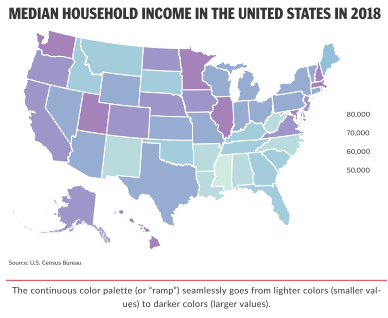 MEDIAN HOUSEHOLD INCOME IN THE UNITED STATES IN 2018
80,000
70,000
60,000
50,000
Source: U.S. Census Bureau
The continuous color palette (or “ramp”) seamlessly goes from lighter colors (smaller val-
ues) to darker colors (larger values).